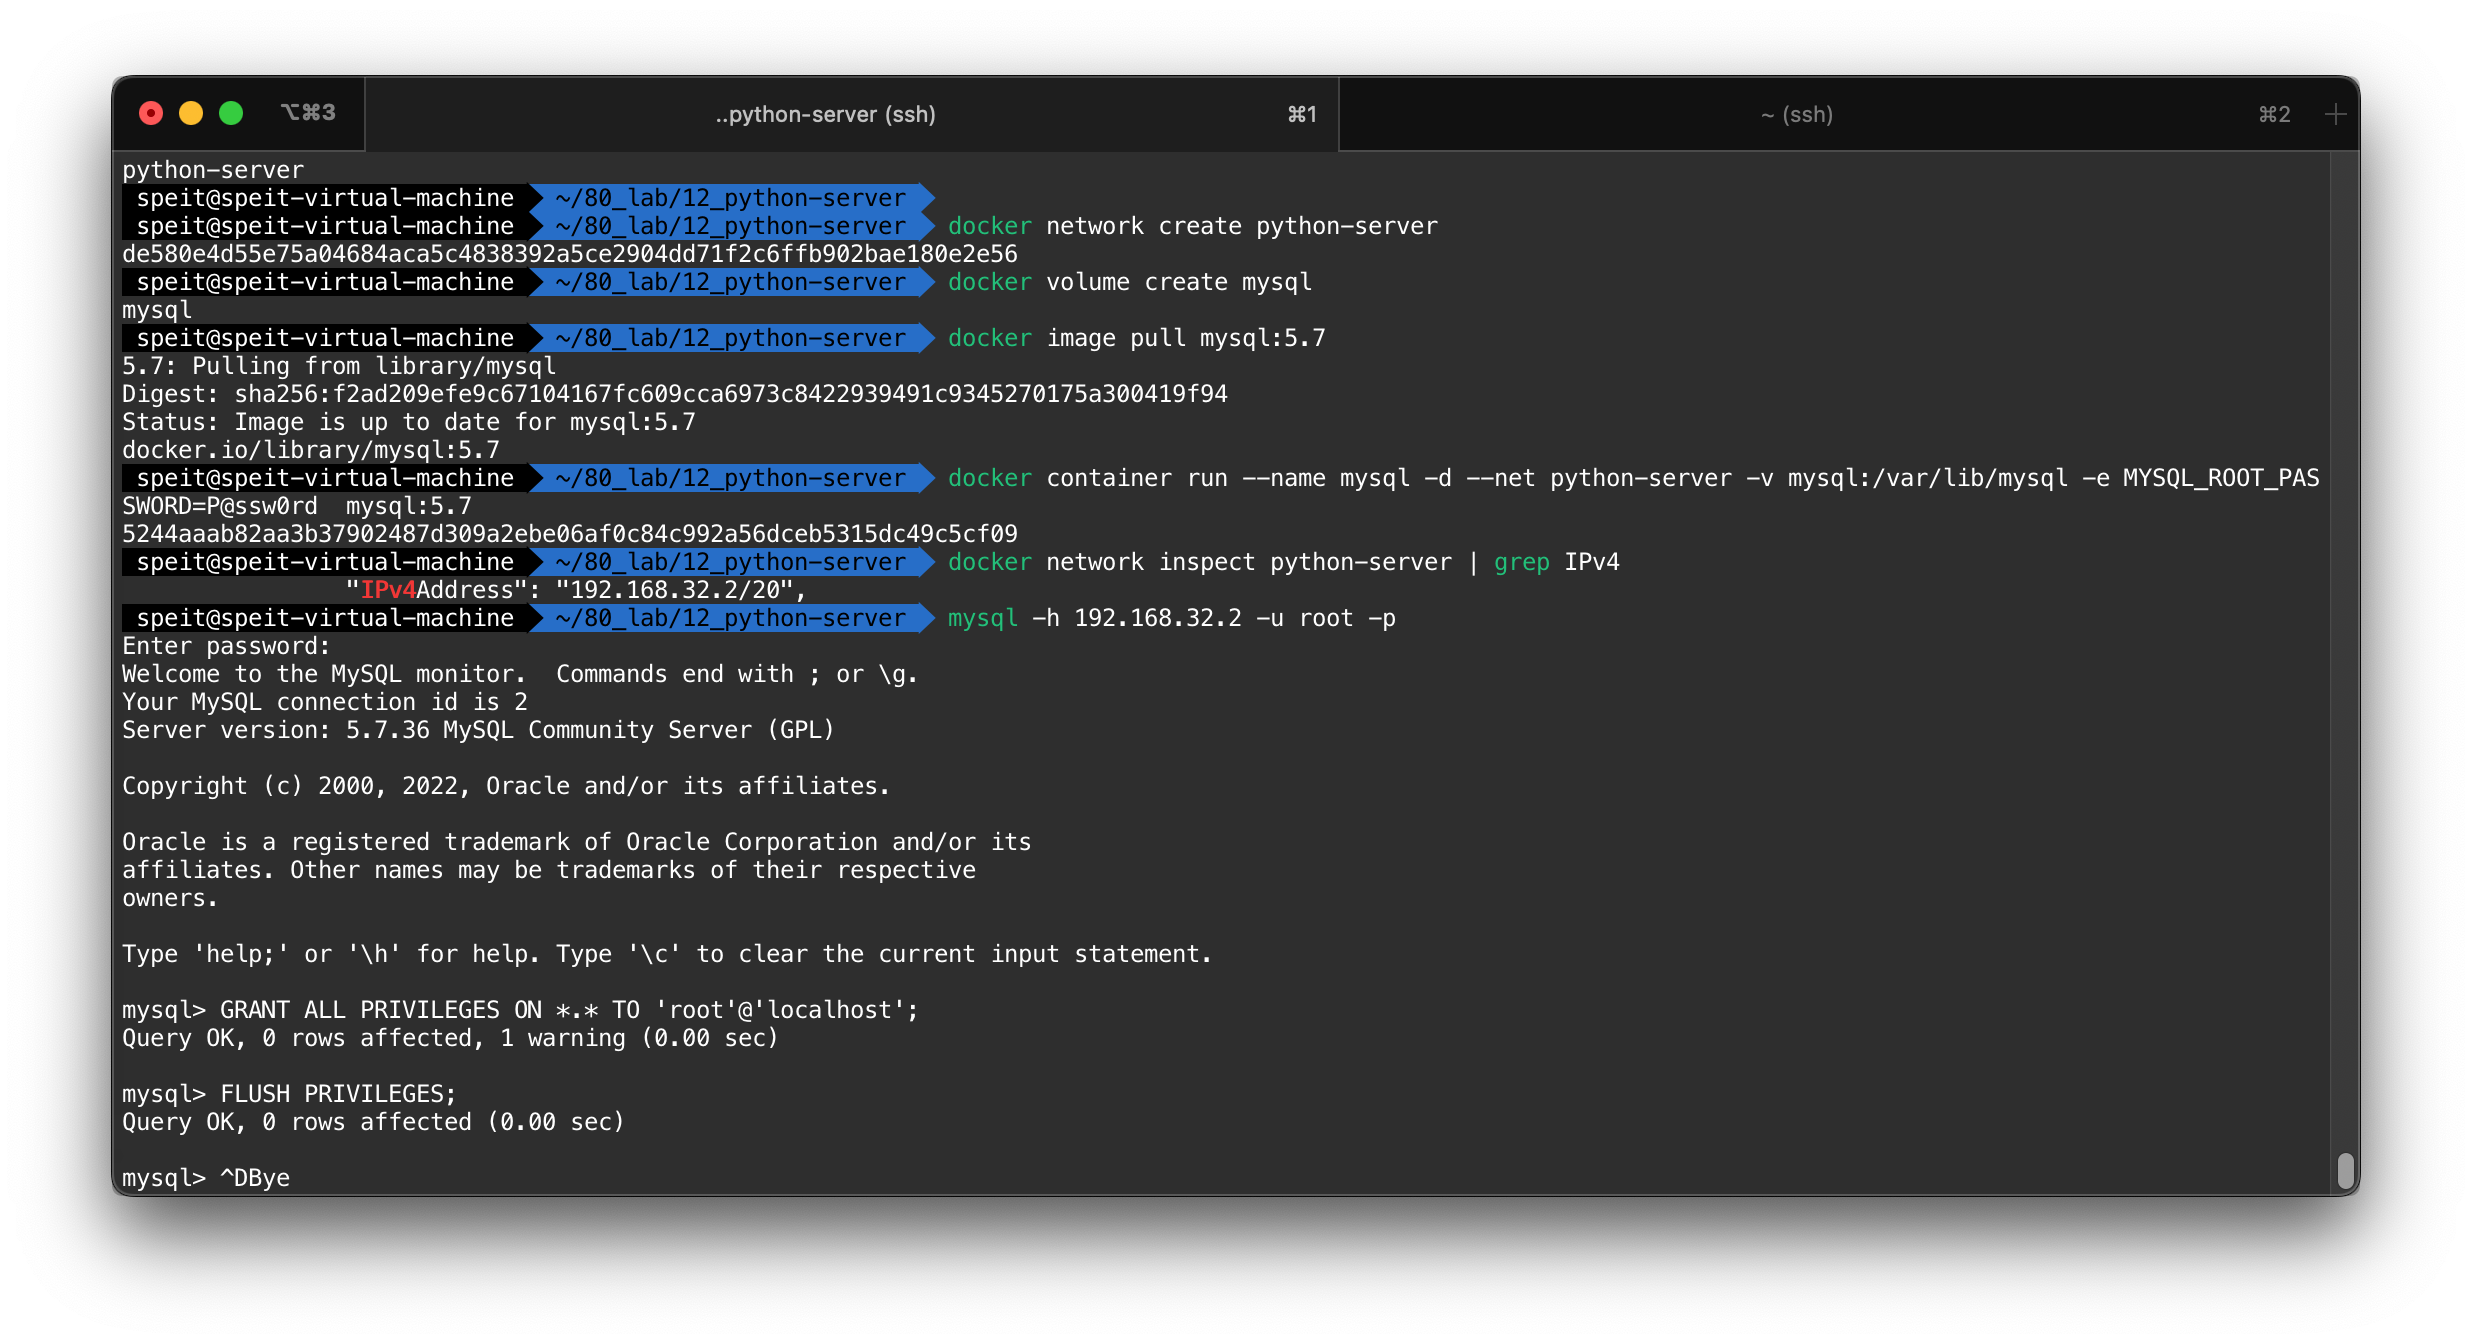 ⌥⌘3 ..python-server (ssh) ⌘1 ~ (ssh) ⌘2 +
python-server
speit@speit-virtual-machine ~/80_lab/12_python-server
speit@speit-virtual-machine ~/80_lab/12_python-server docker network create python-server
de580e4d55e75a04684aca5c4838392a5ce2904dd71f2c6ffb902bae180e2e56
speit@speit-virtual-machine ~/80_lab/12_python-server docker volume create mysql
mysql
speit@speit-virtual-machine ~/80_lab/12_python-server docker image pull mysql:5.7
5.7: Pulling from library/mysql
Digest: sha256:f2ad209efe9c67104167fc609cca6973c8422939491c9345270175a300419f94
Status: Image is up to date for mysql:5.7
docker.io/library/mysql:5.7
speit@speit-virtual-machine ~/80_lab/12_python-server docker container run --name mysql -d --net python-server -v mysql:/var/lib/mysql -e MYSQL_ROOT_PAS
SWORD=P@ssw0rd  mysql:5.7
5244aaab82aa3b37902487d309a2ebe06af0c84c992a56dceb5315dc49c5cf09
speit@speit-virtual-machine ~/80_lab/12_python-server docker network inspect python-server | grep IPv4
"IPv4Address": "192.168.32.2/20",
speit@speit-virtual-machine ~/80_lab/12_python-server mysql -h 192.168.32.2 -u root -p
Enter password:
Welcome to the MySQL monitor.  Commands end with ; or \g.
Your MySQL connection id is 2
Server version: 5.7.36 MySQL Community Server (GPL)
Copyright (c) 2000, 2022, Oracle and/or its affiliates.
Oracle is a registered trademark of Oracle Corporation and/or its
affiliates. Other names may be trademarks of their respective
owners.
Type 'help;' or '\h' for help. Type '\c' to clear the current input statement.
mysql> GRANT ALL PRIVILEGES ON *.* TO 'root'@'localhost';
Query OK, 0 rows affected, 1 warning (0.00 sec)
mysql> FLUSH PRIVILEGES;
Query OK, 0 rows affected (0.00 sec)
mysql> ^DBye